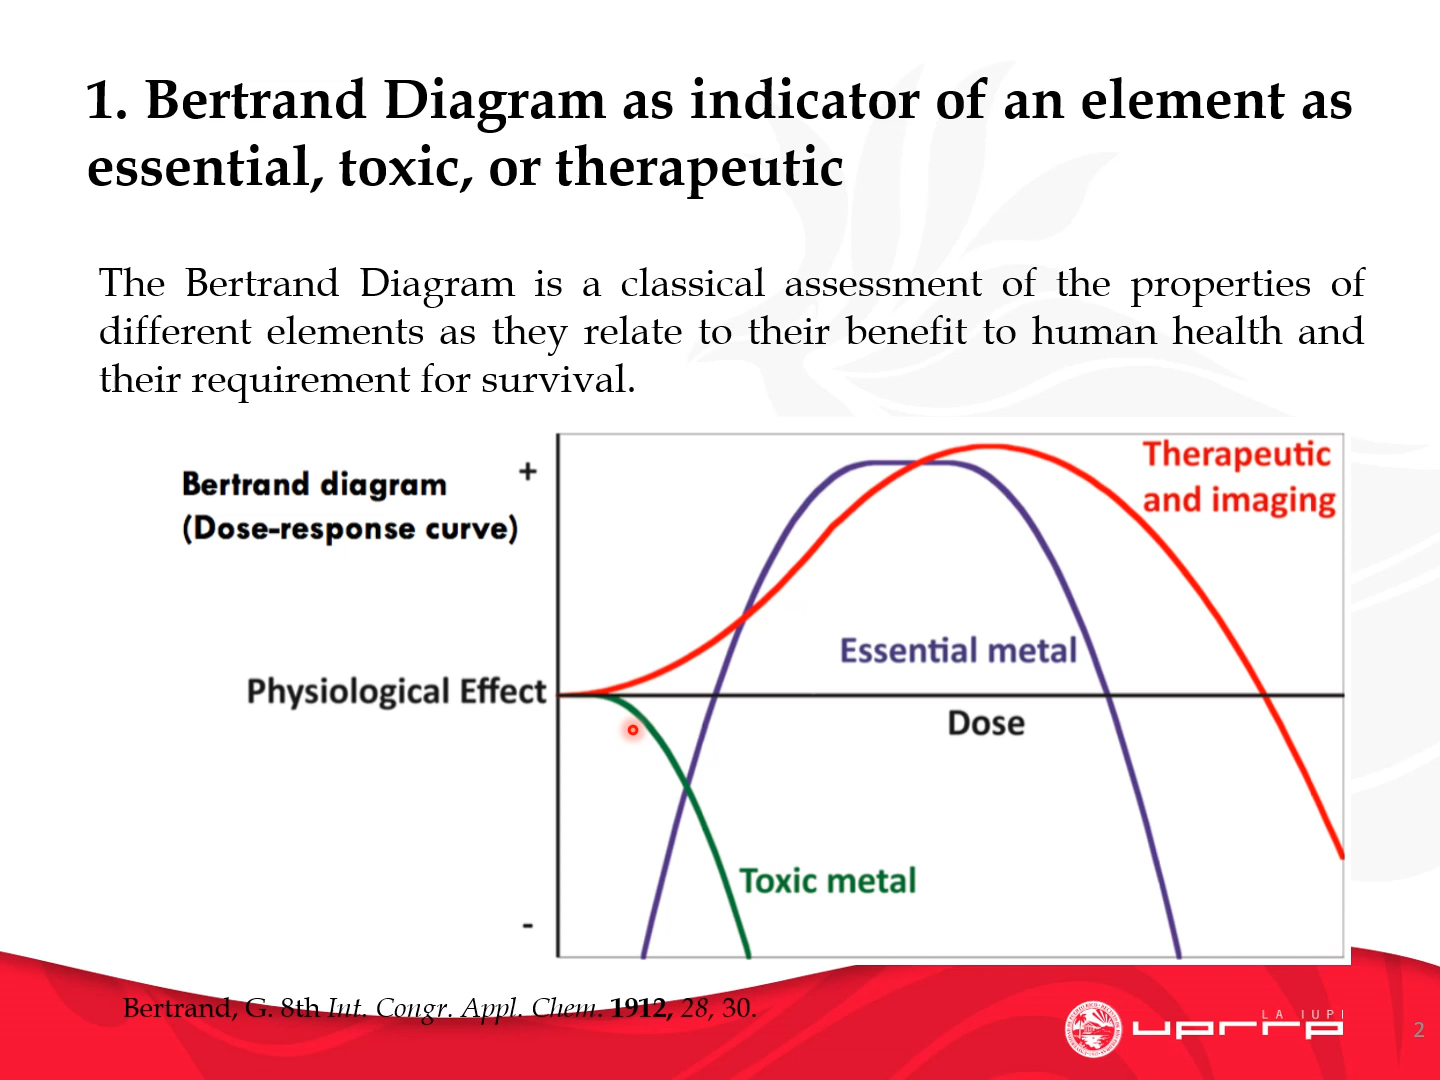 1. Bertrand Diagram as indicator of an element as
essential, toxic, or therapeutic
The Bertrand Diagram is a classical assessment of the properties of
different elements as they relate to their benefit to human health and
their requirement for survival.
Bertrand diagram
(Dose-response curve)
+
Therapeutic
and imaging
Essential metal
Physiological Effect
Dose
Toxic metal
-
Bertrand, G. 8th Int. Congr. Appl. Chem. 1912, 28, 30.
LA IUPI
uprrp
2